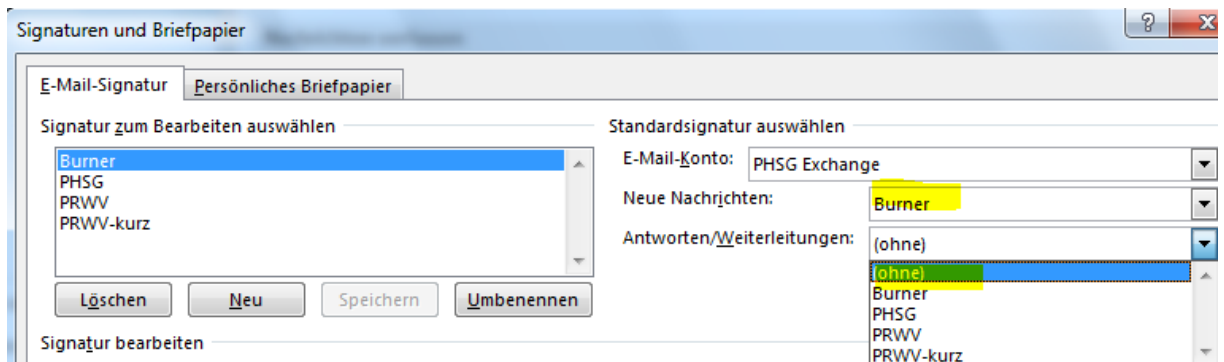 Signaturen und Briefpapier
E-Mail-Signatur
Persönliches Briefpapier
Signatur zum Bearbeiten auswählen
Burner
PHSG
PRWV
PRWV-kurz
Löschen
Neu
Speichern
Umbenennen
Standardsignatur auswählen
E-Mail-Konto: PHSG Exchange
Neue Nachrichten: Burner
Antworten/Weiterleitungen: (ohne)
(ohne)
Burner
PHSG
PRWV
PRWV-kurz
Signatur bearbeiten